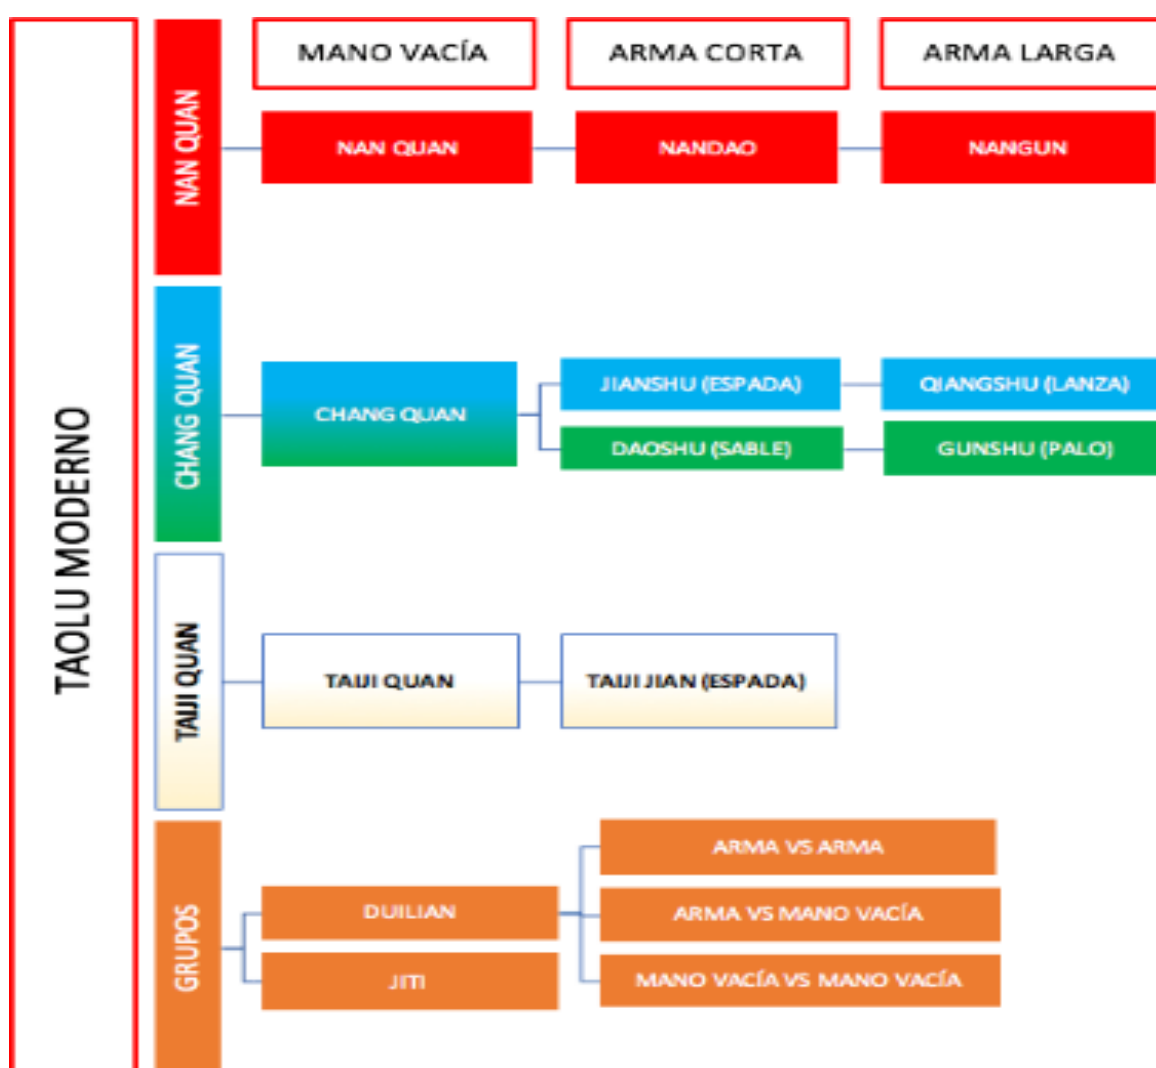 TAOLU MODERNO
MANO VACÍA
ARMA CORTA
ARMA LARGA
NAN QUAN
NAN QUAN
NANDAO
NANGUN
CHANG QUAN
CHANG QUAN
JIANSHU (ESPADA)
QIANGSHU (LANZA)
DAOSHU (SABLE)
GUNSHU (PALO)
TAIJI QUAN
TAIJI QUAN
TAIJI JIAN (ESPADA)
GRUPOS
DUILIAN
JITI
ARMA VS ARMA
ARMA VS MANO VACÍA
MANO VACÍA VS MANO VACÍA